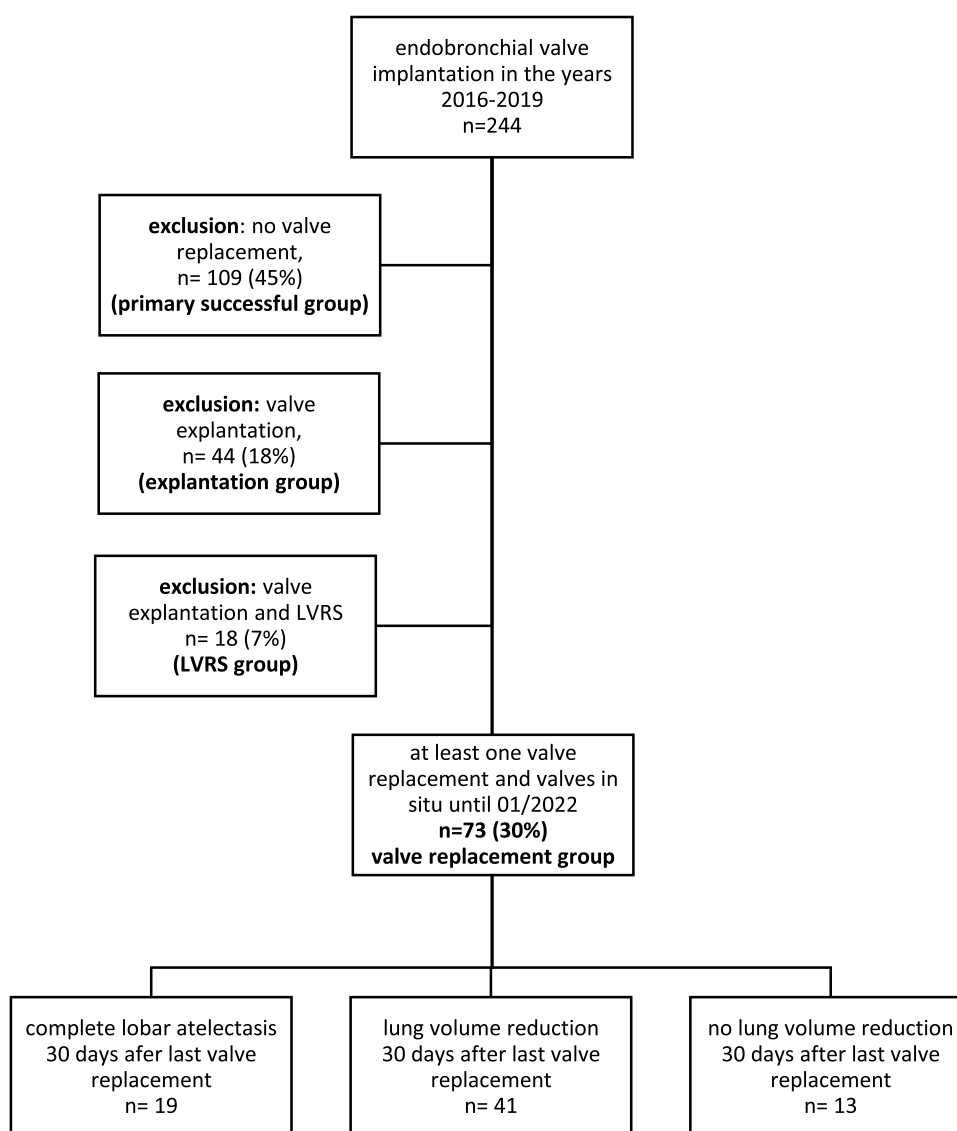 endobronchial valve
implantation in the years
2016-2019
n=244
exclusion: no valve
replacement,
n= 109 (45%)
(primary successful group)
exclusion: valve
explantation,
n= 44 (18%)
(explantation group)
exclusion: valve
explantation and LVRS
n= 18 (7%)
(LVRS group)
at least one valve
replacement and valves in
situ until 01/2022
n=73 (30%)
valve replacement group
complete lobar atelectasis
30 days afer last valve
replacement
n= 19
lung volume reduction
30 days after last valve
replacement
n= 41
no lung volume reduction
30 days after last valve
replacement
n= 13